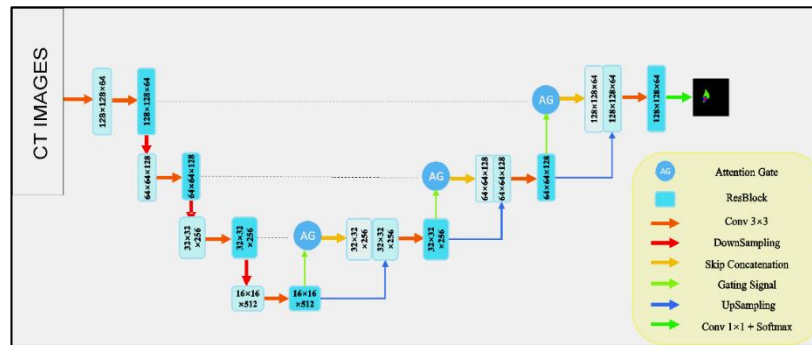 CT IMAGES
128×128×64
128×128×64
64×64×128
64×64×128
32×32
×256
32×32
×256
16×16
×512
16×16
×512
AG
32×32
×256
32×32
×256
32×32
×256
AG
64×64×128
64×64×128
64×64×128
AG
128×128×64
128×128×64
128×128×64
AG
Attention Gate
ResBlock
Conv 3×3
DownSampling
Skip Concatenation
Gating Signal
UpSampling
Conv 1×1 + Softmax